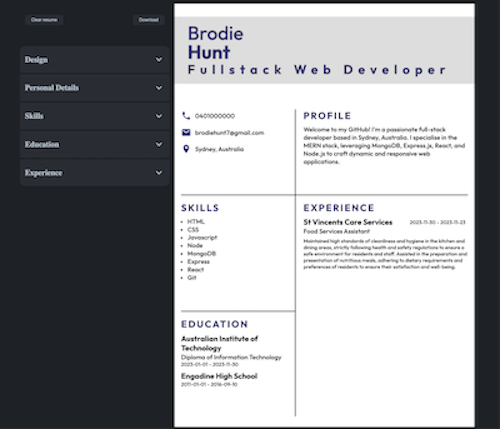 Clear resume
Download
Design
Personal Details
Skills
Education
Experience
Brodie
Hunt
Fullstack Web Developer
0401000000
brodiehunt7@gmail.com
Sydney, Australia
PROFILE
Welcome to my GitHub! I'm a passionate full-stack
developer based in Sydney, Australia. I specialise in the
MERN stack, leveraging MongoDB, Express.js, React, and
Node.js to craft dynamic and responsive web
applications.
SKILLS
HTML
CSS
Javascript
Node
MongoDB
Express
React
Git
EXPERIENCE
St Vincents Care Services 2023-11-30 - 2023-11-23
Food Services Assistant
Maintained high standards of cleanliness and hygiene in the kitchen and
dining areas, strictly following health and safety regulations to ensure a
safe environment for residents and staff. Assisted in the preparation and
presentation of nutritious meals, adhering to dietary requirements and
preferences of residents to ensure their satisfaction and well-being.
EDUCATION
Australian Institute of
Technology
Diploma of Information Technology
2023-01-01 - 2023-11-30
Engadine High School
2011-01-01 - 2016-09-10